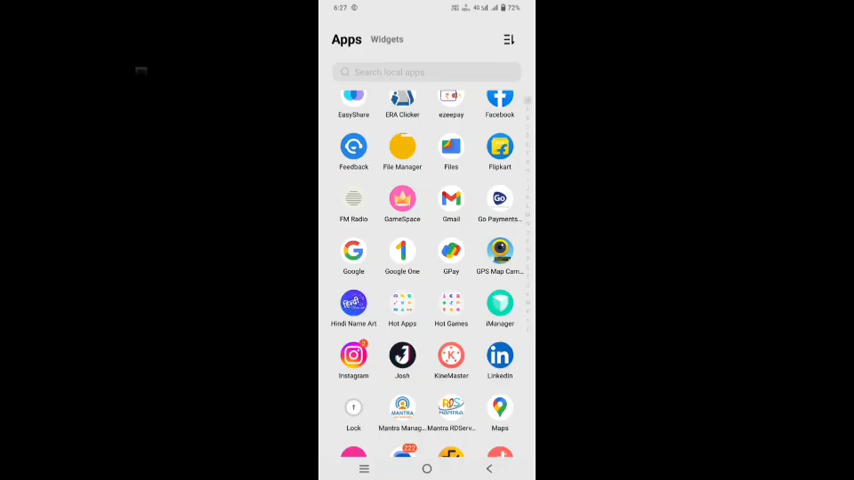 6:27 4G 72%
Apps Widgets
Search local apps
EasyShare ERA Clicker ezeepay Facebook
Feedback File Manager Files Flipkart
FM Radio GameSpace Gmail Go Payments...
Google Google One GPay GPS Map Cam...
Hindi Name Art Hot Apps Hot Games iManager
Instagram Josh KineMaster LinkedIn
Lock Mantra Manag... Mantra RDServ... Maps